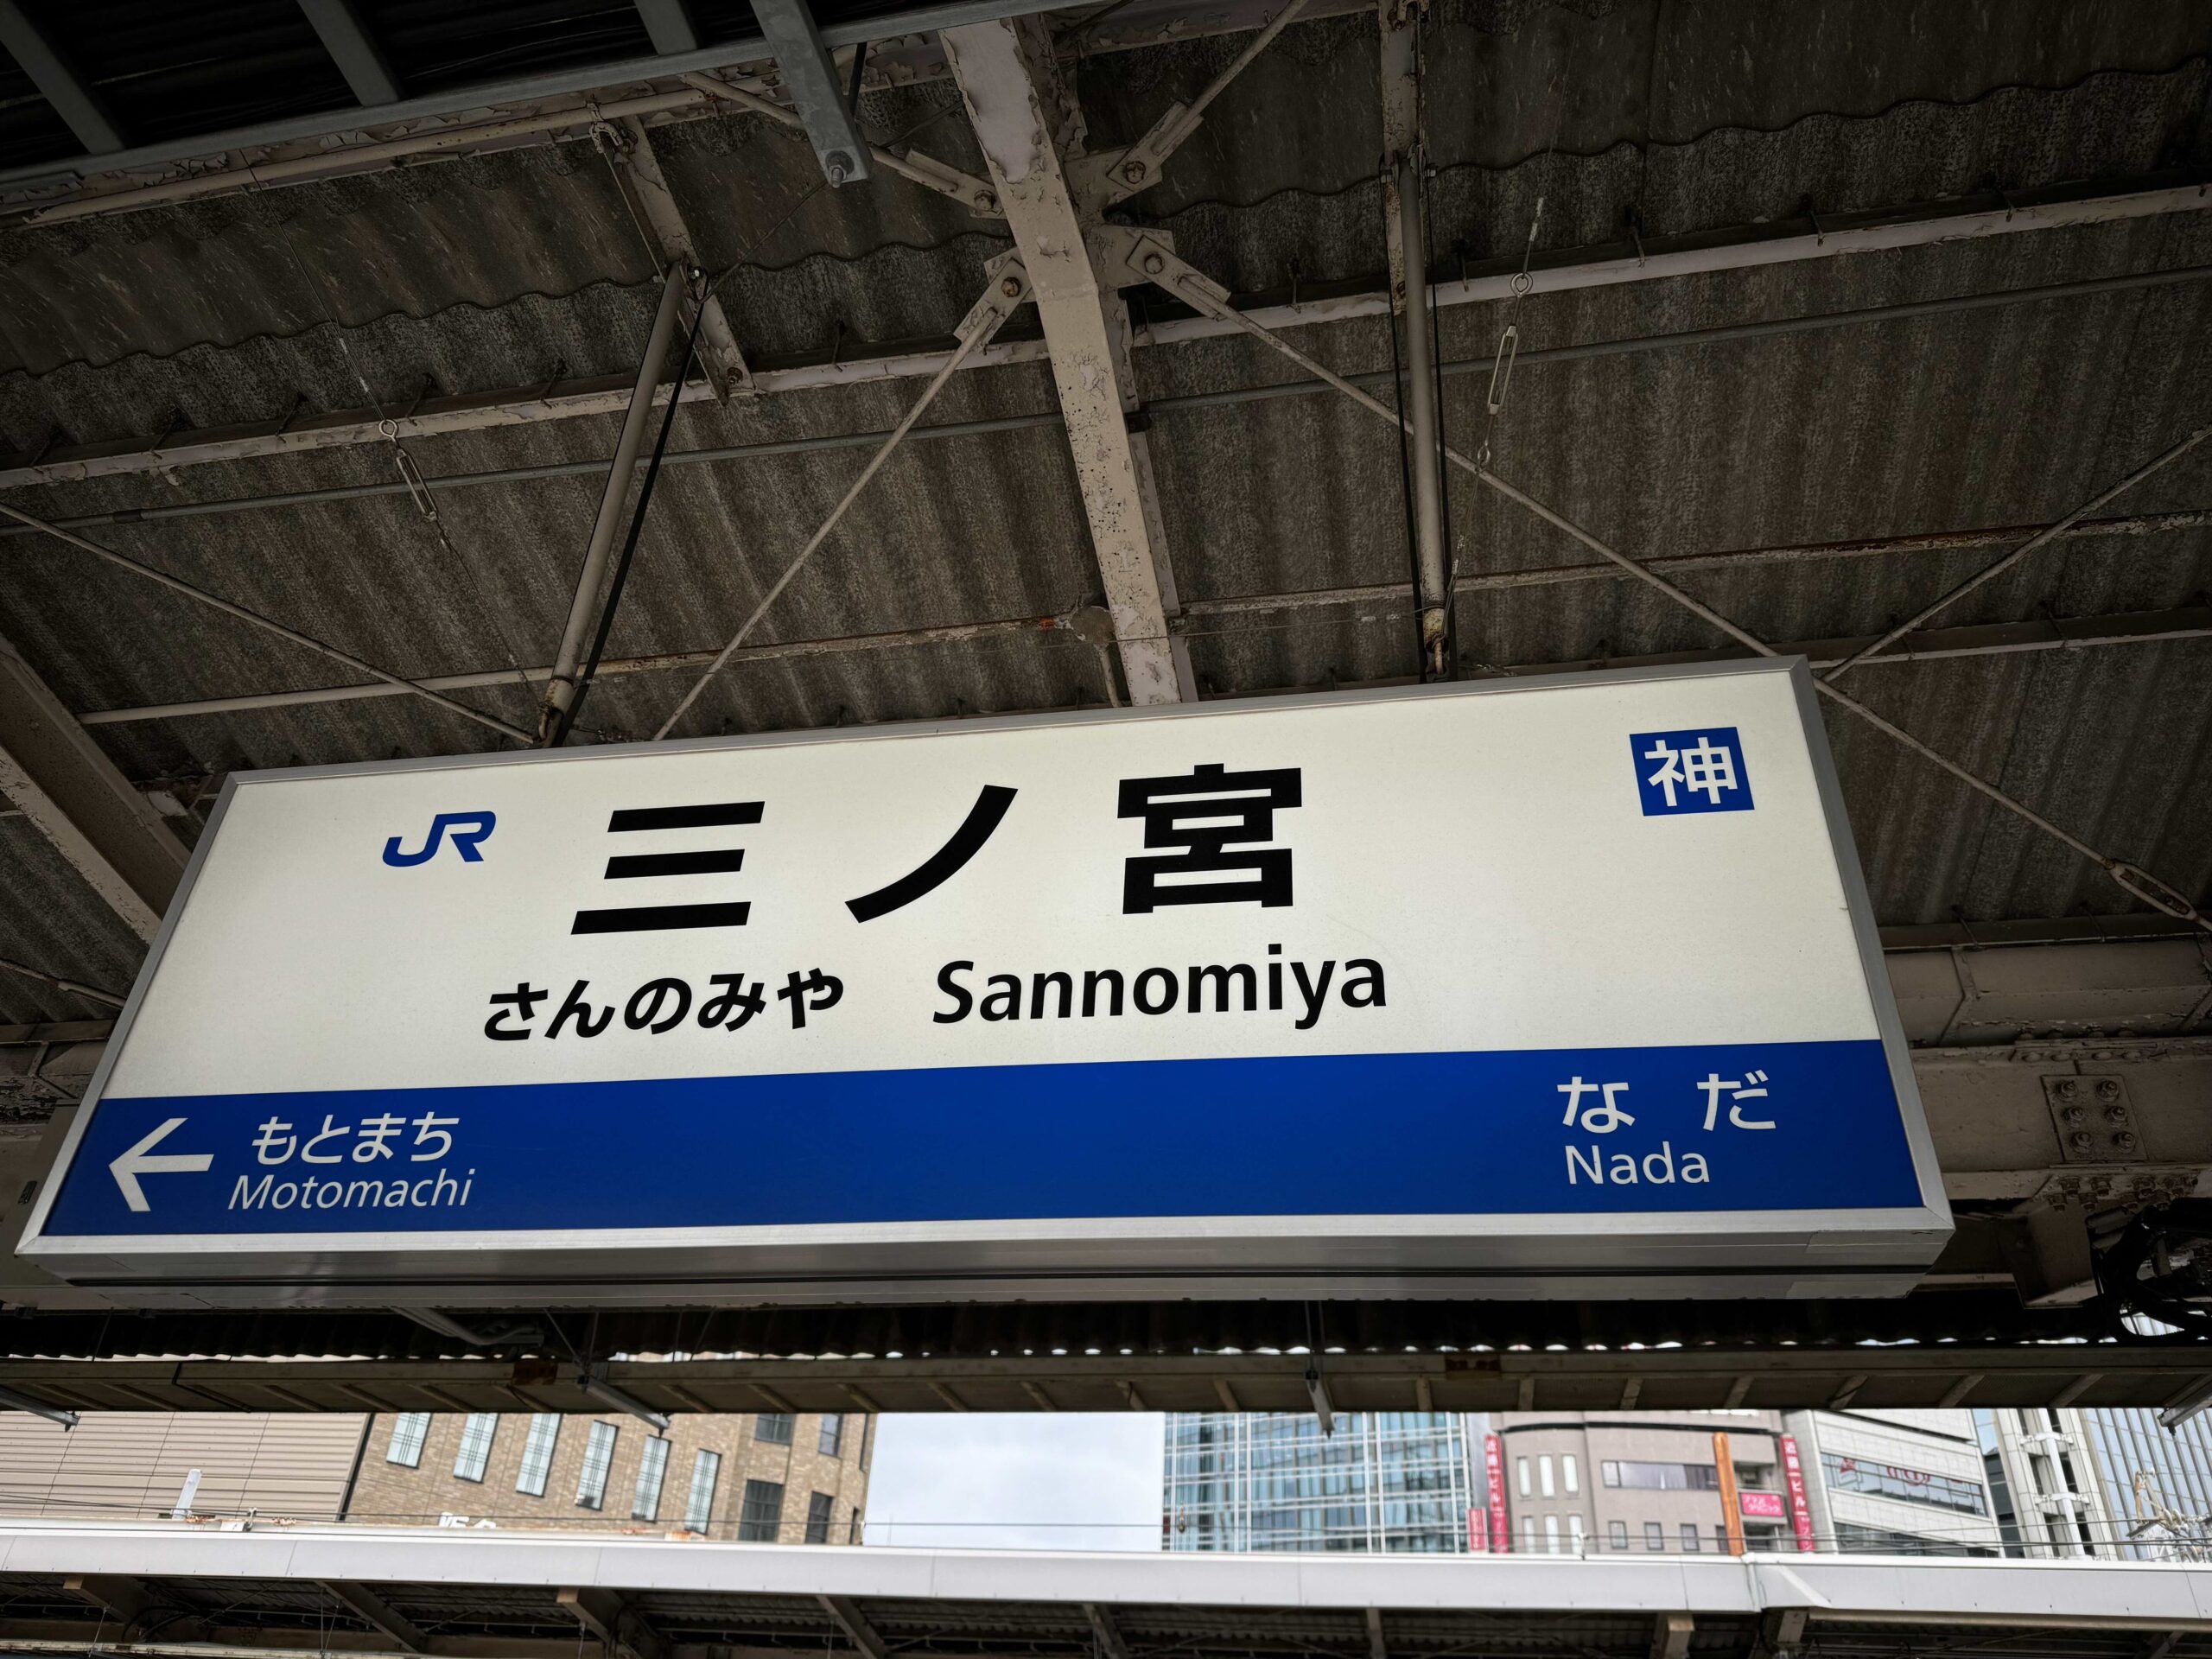 JR 三ノ宮 神
さんのみや Sannomiya
← もとまち
Motomachi
なだ
Nada